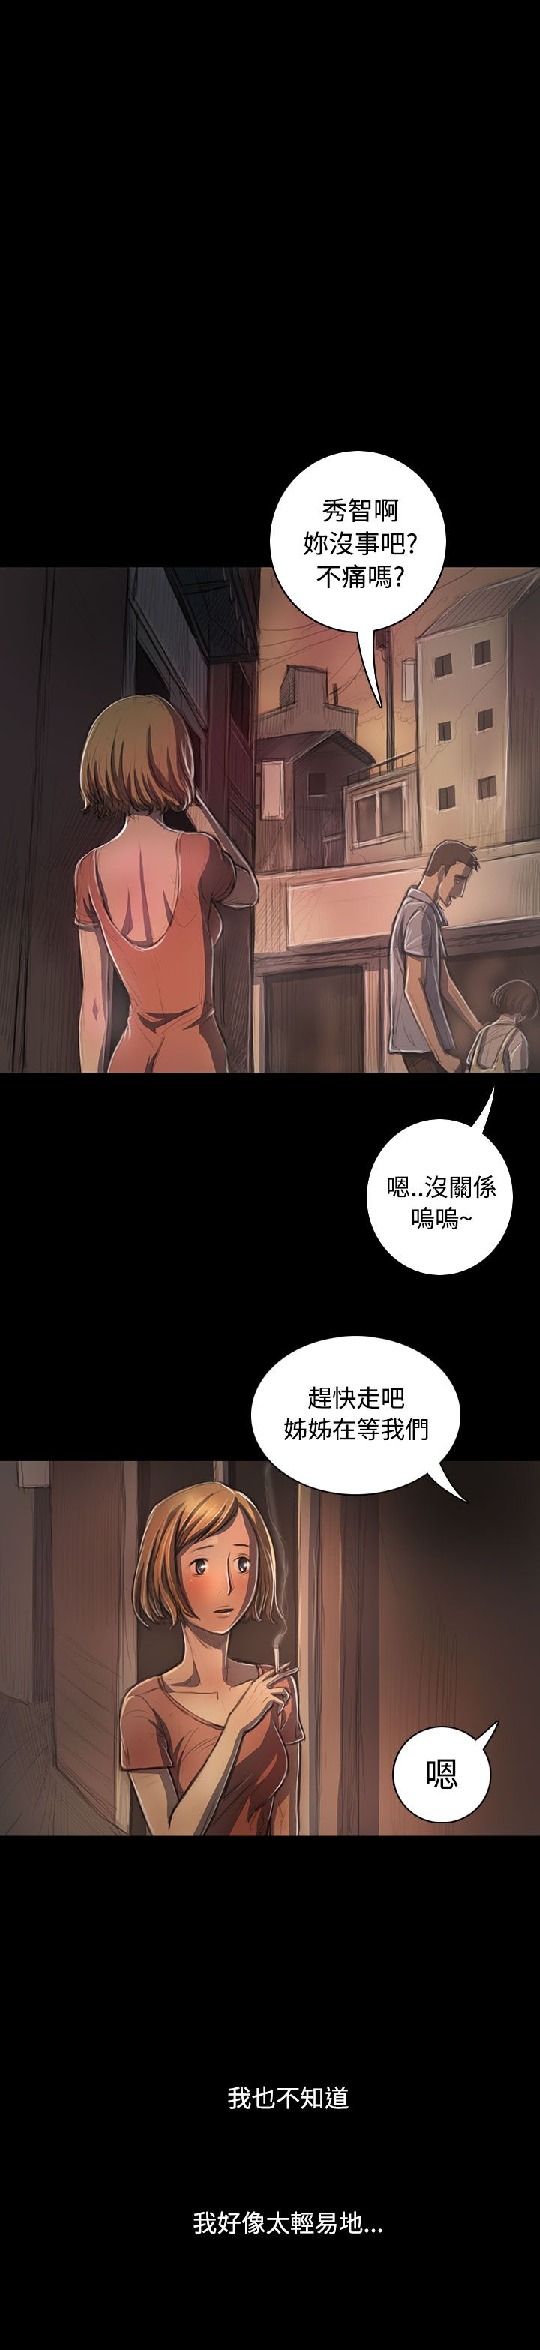 秀智啊
妳沒事吧?
不痛嗎?
嗯..沒關係
嗚嗚~
趕快走吧
姊姊在等我們
嗯
我也不知道
我好像太輕易地...